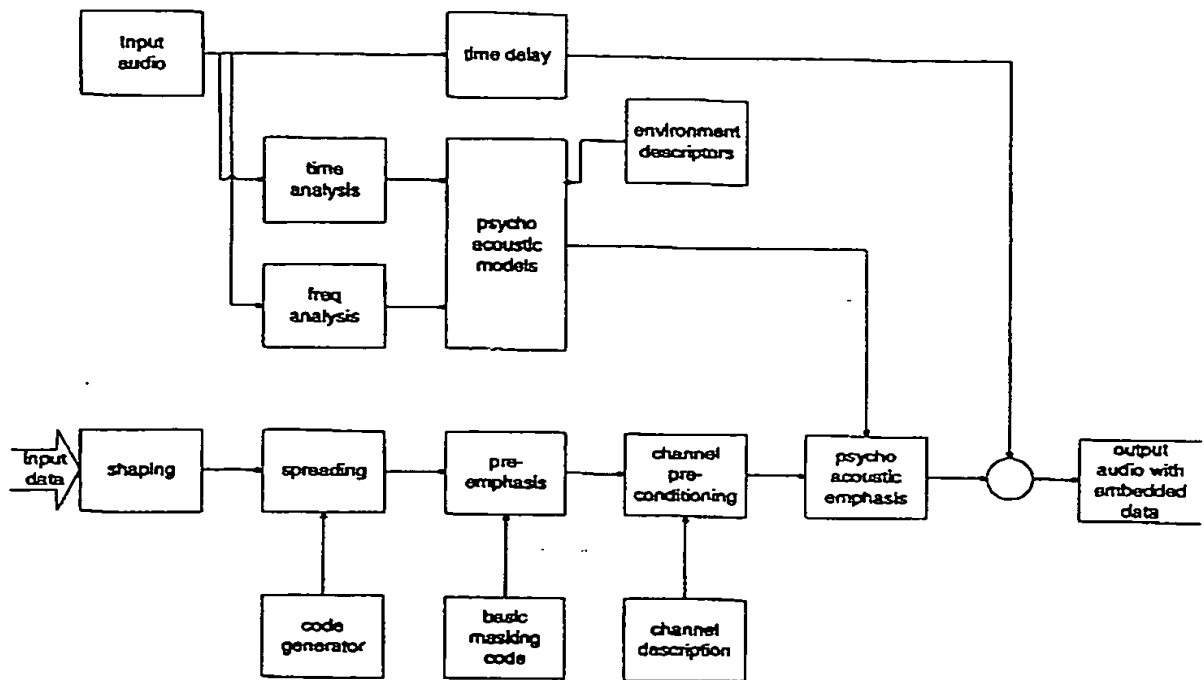 input
audio
time delay
environment
descriptors
time
analysis
psycho
acoustic
models
freq
analysis
input
data
shaping
spreading
pre-
emphasis
channel
pre-
conditioning
psycho
acoustic
emphasis
output
audio with
embedded
data
code
generator
basic
masking
code
channel
description